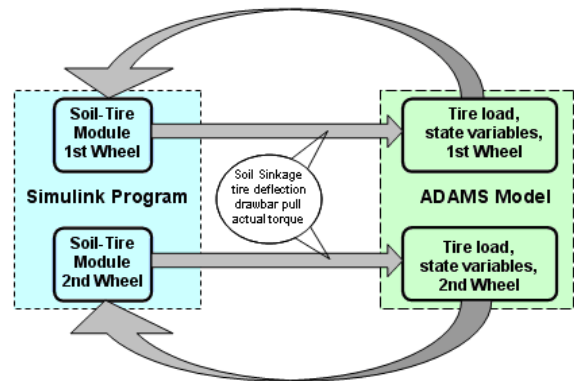 Soil-Tire
Module
1st Wheel
Simulink Program
Soil-Tire
Module
2nd Wheel
Soil Sinkage
tire deflection
drawbar pull
actual torque
Tire load,
state variables,
1st Wheel
ADAMS Model
Tire load,
state variables,
2nd Wheel